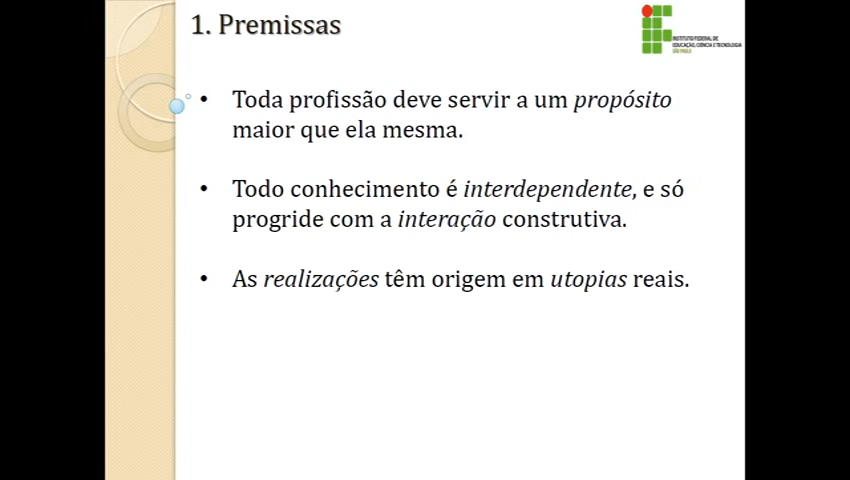 1. Premissas
INSTITUTO FEDERAL DE
EDUCAÇÃO, CIÊNCIA E TECNOLOGIA
SÃO PAULO
• Toda profissão deve servir a um propósito
maior que ela mesma.
• Todo conhecimento é interdependente, e só
progride com a interação construtiva.
• As realizações têm origem em utopias reais.